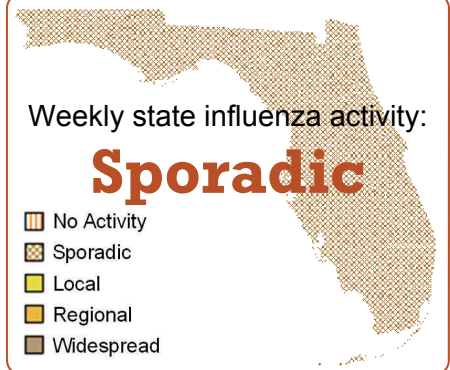 Weekly state influenza activity:
Sporadic
No Activity
Sporadic
Local
Regional
Widespread